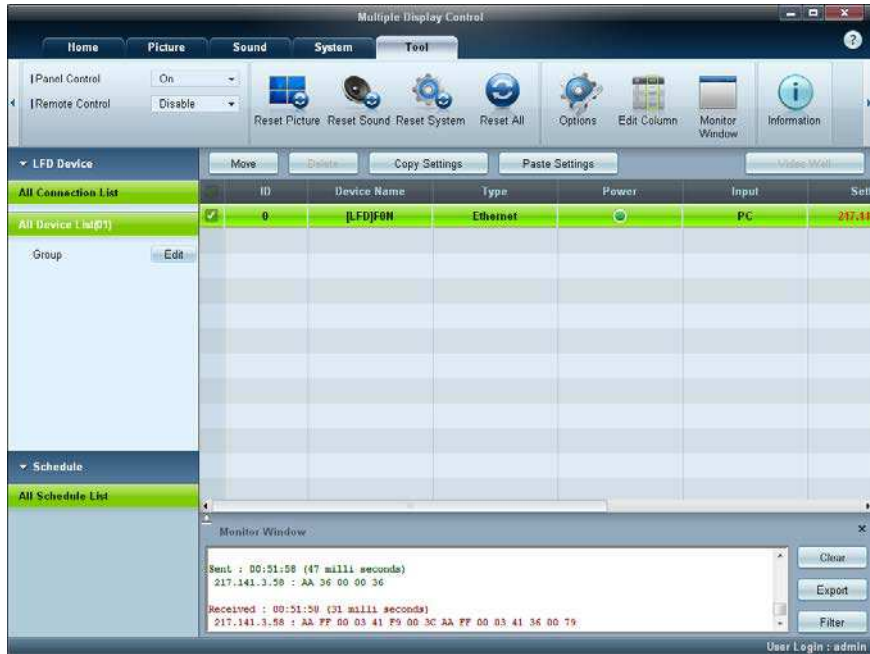 Multiple Display Control
Home Picture Sound System Tool
Panel Control On
Remote Control Disable
Reset Picture Reset Sound Reset System Reset All Options Edit Column Monitor Window Information
LFD Device Move Delete Copy Settings Paste Settings Video Wall
All Connection List ID Device Name Type Power Input
All Device List(01) 0 [LFD]F0N Ethernet PC
Group Edit
Schedule
All Schedule List
Monitor Window
Sent : 00:51:58 (47 milli seconds)
217.141.3.58 : AA 36 00 00 36
Received : 00:51:58 (31 milli seconds)
217.141.3.58 : AA FF 00 03 41 F9 00 3C AA FF 00 03 41 36 00 79
Clear
Export
Filter
User Login : admin